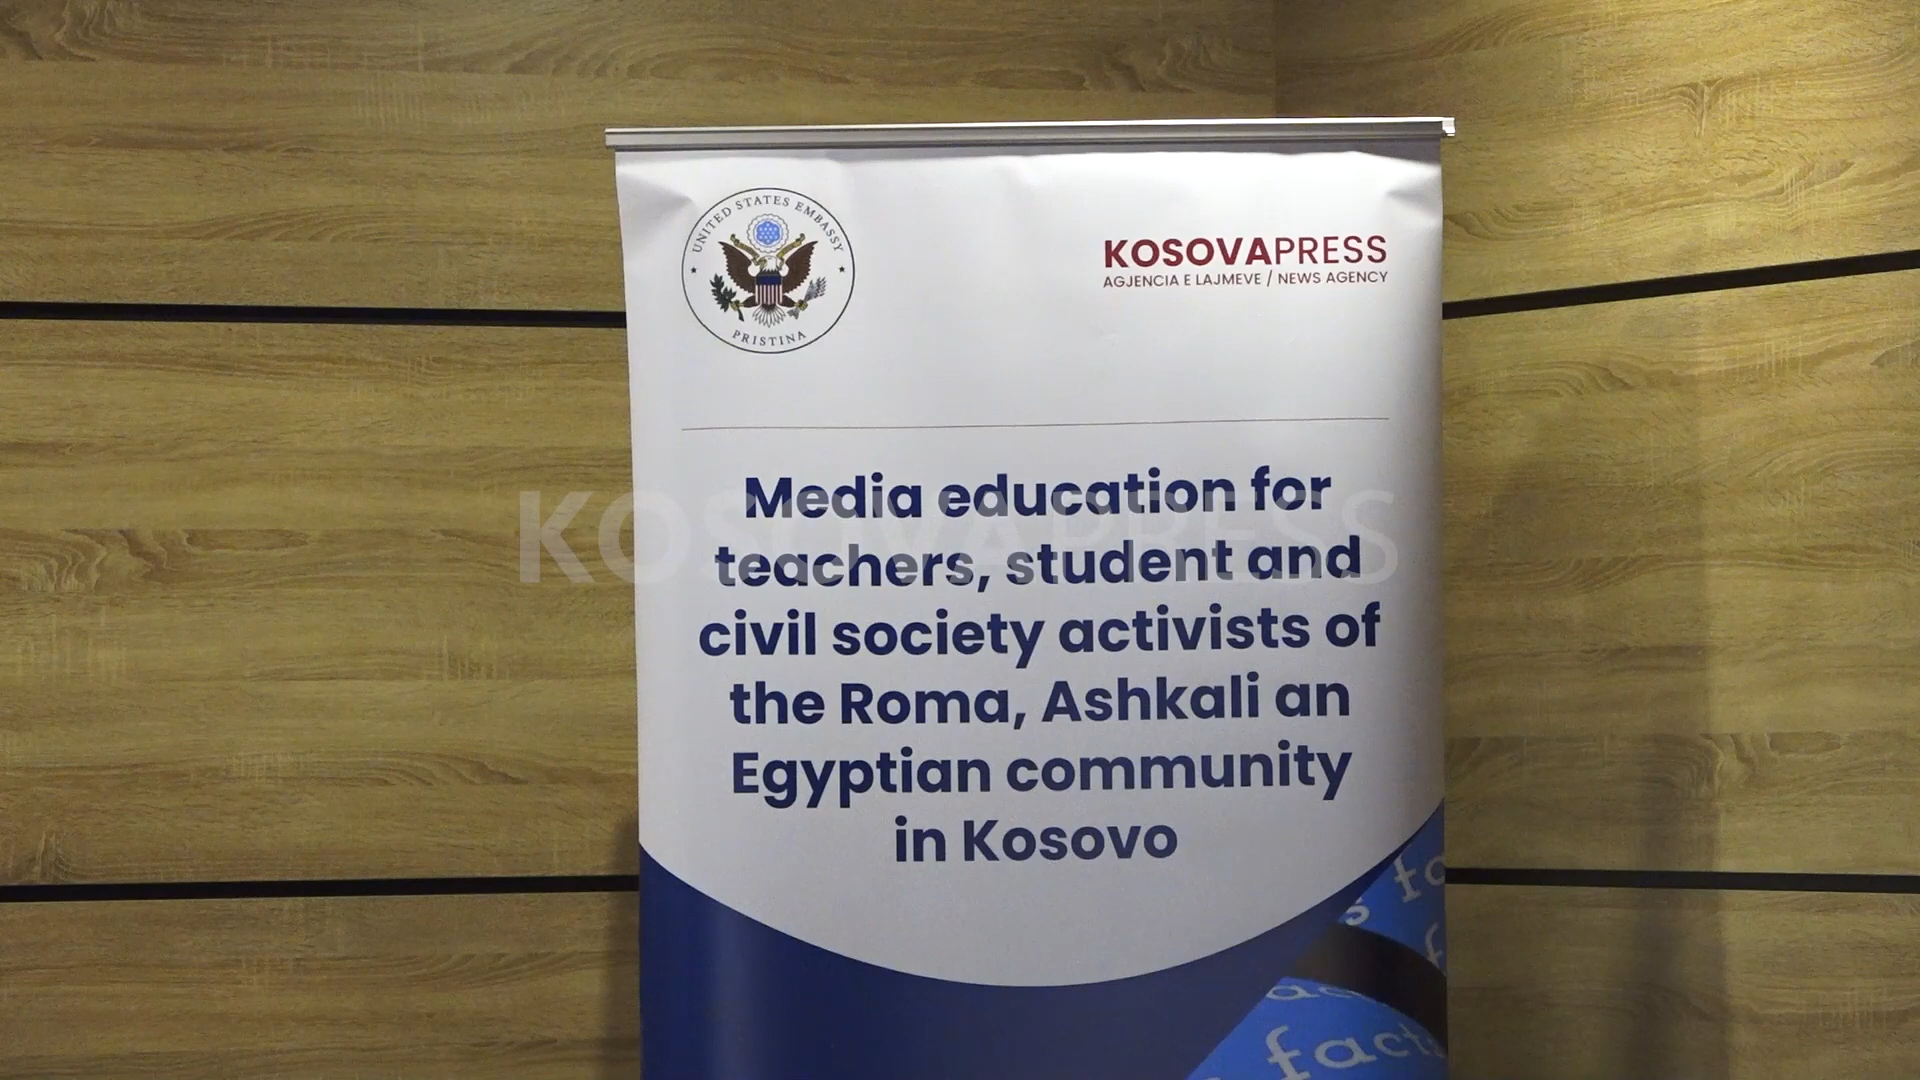 UNITED STATES EMBASSY
PRISTINA
KOSOVAPRESS
AGJENCIA E LAJMEVE / NEWS AGENCY
Media education for
teachers, student and
civil society activists of
the Roma, Ashkali an
Egyptian community
in Kosovo
KOSOVAPRESS
facts